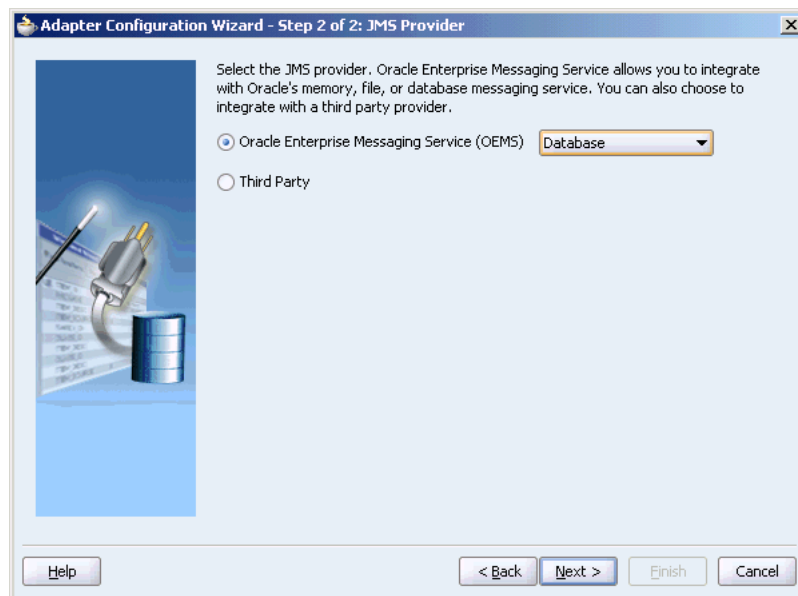 Adapter Configuration Wizard - Step 2 of 2: JMS Provider
Select the JMS provider. Oracle Enterprise Messaging Service allows you to integrate
with Oracle's memory, file, or database messaging service. You can also choose to
integrate with a third party provider.
Oracle Enterprise Messaging Service (OEMS) Database
Third Party
Help < Back Next > Finish Cancel